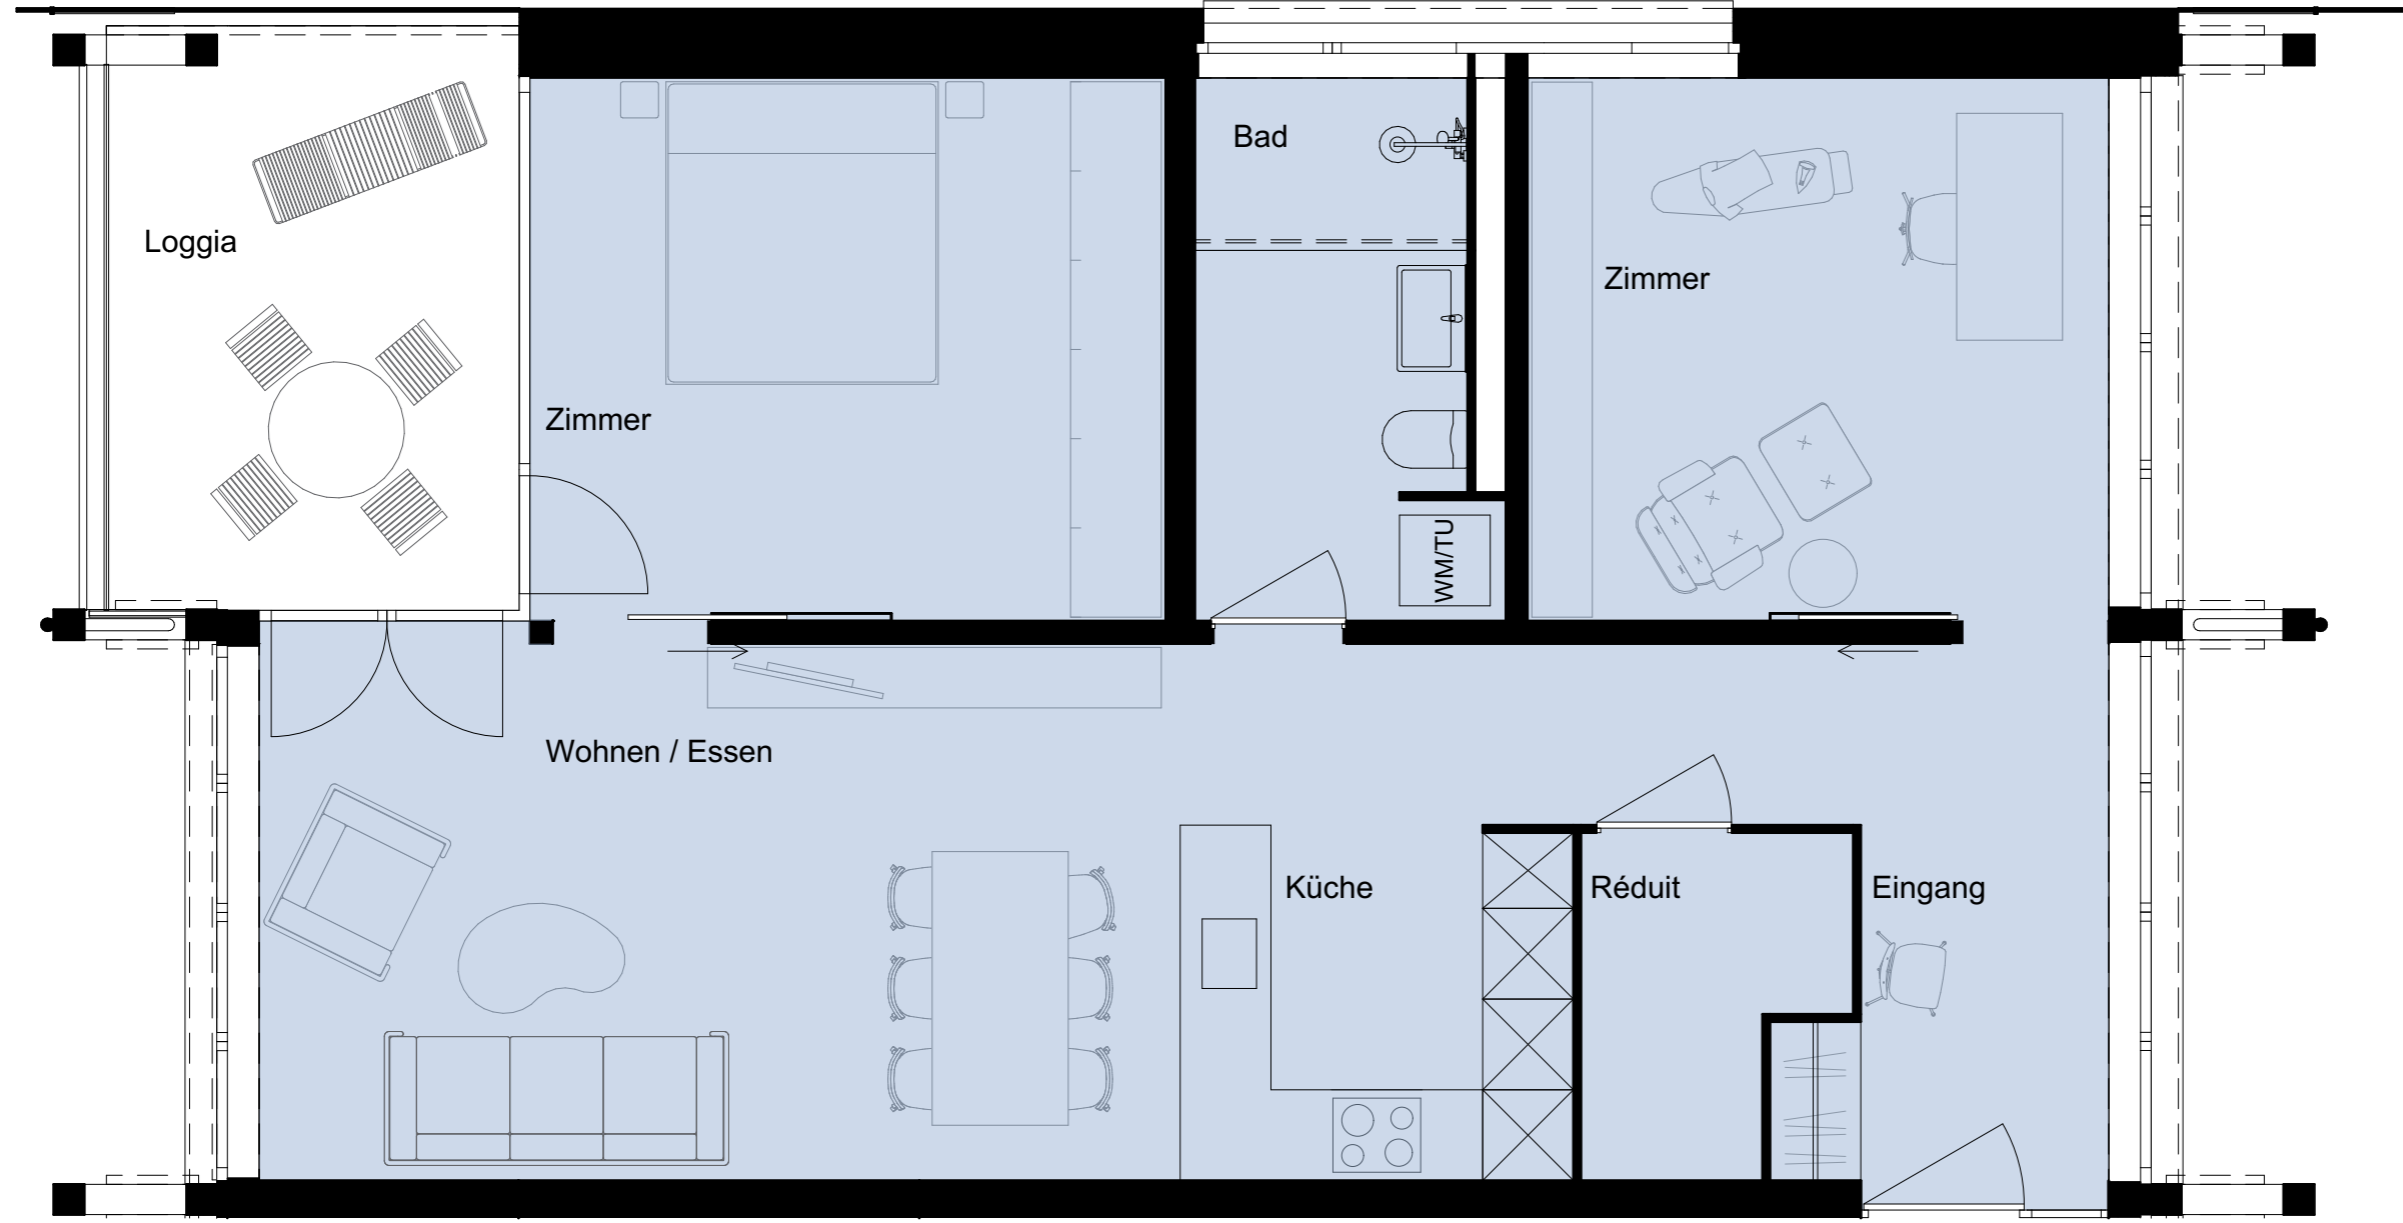 Bad
Loggia
Zimmer
Zimmer
WM/TU
Wohnen / Essen
Küche
Réduit
Eingang